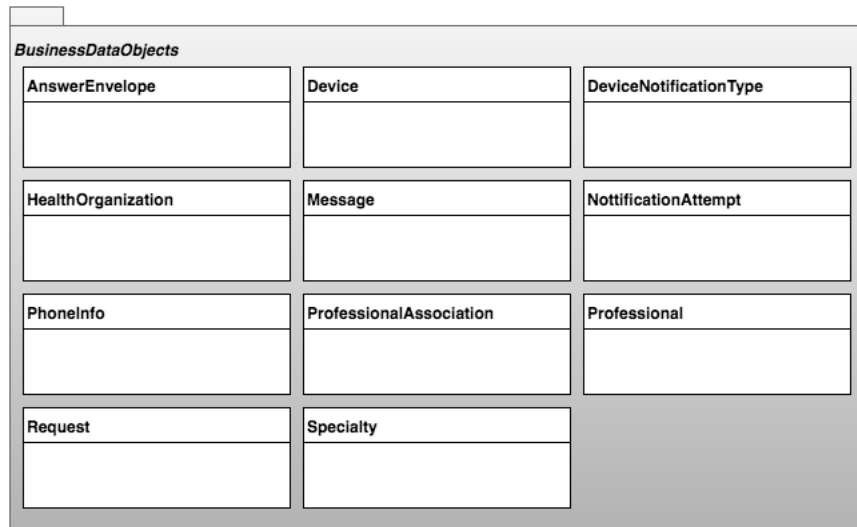 BusinessDataObjects
AnswerEnvelope
Device
DeviceNotificationType
HealthOrganization
Message
NottificationAttempt
PhoneInfo
ProfessionalAssociation
Professional
Request
Specialty